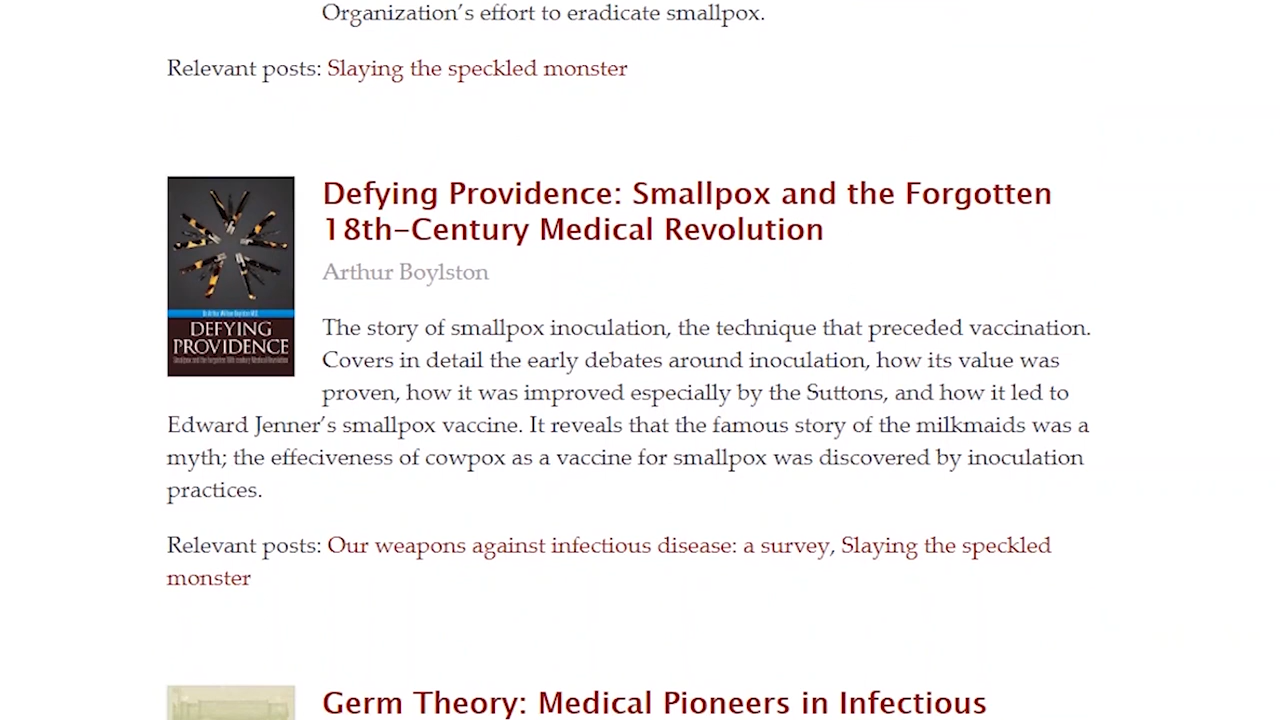 Organization's effort to eradicate smallpox.
Relevant posts: Slaying the speckled monster
Defying Providence: Smallpox and the Forgotten
18th-Century Medical Revolution
Arthur Boylston
DEFYING
PROVIDENCE
The story of smallpox inoculation, the technique that preceded vaccination.
Covers in detail the early debates around inoculation, how its value was
proven, how it was improved especially by the Suttons, and how it led to
Edward Jenner's smallpox vaccine. It reveals that the famous story of the milkmaids was a
myth; the effeciveness of cowpox as a vaccine for smallpox was discovered by inoculation
practices.
Relevant posts: Our weapons against infectious disease: a survey, Slaying the speckled
monster
Germ Theory: Medical Pioneers in Infectious